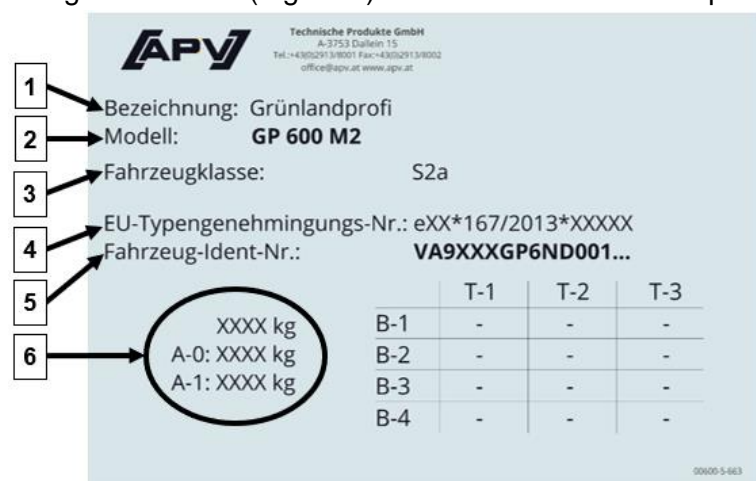 APV
Technische Produkte GmbH
A-3753 Dallein 15
Tel.:+43(0)2913/8001 Fax:+43(0)2913/8002
office@apv.at www.apv.at
1
Bezeichnung: Grünlandprofi
2
Modell: GP 600 M2
3
Fahrzeugklasse: S2a
4
EU-Typengenehmingungs-Nr.: eXX*167/2013*XXXXX
5
Fahrzeug-Ident-Nr.: VA9XXXGP6ND001...
6
XXXX kg
A-0: XXXX kg
A-1: XXXX kg
T-1 T-2 T-3
B-1 - - -
B-2 - - -
B-3 - - -
B-4 - - -
00600-5-663